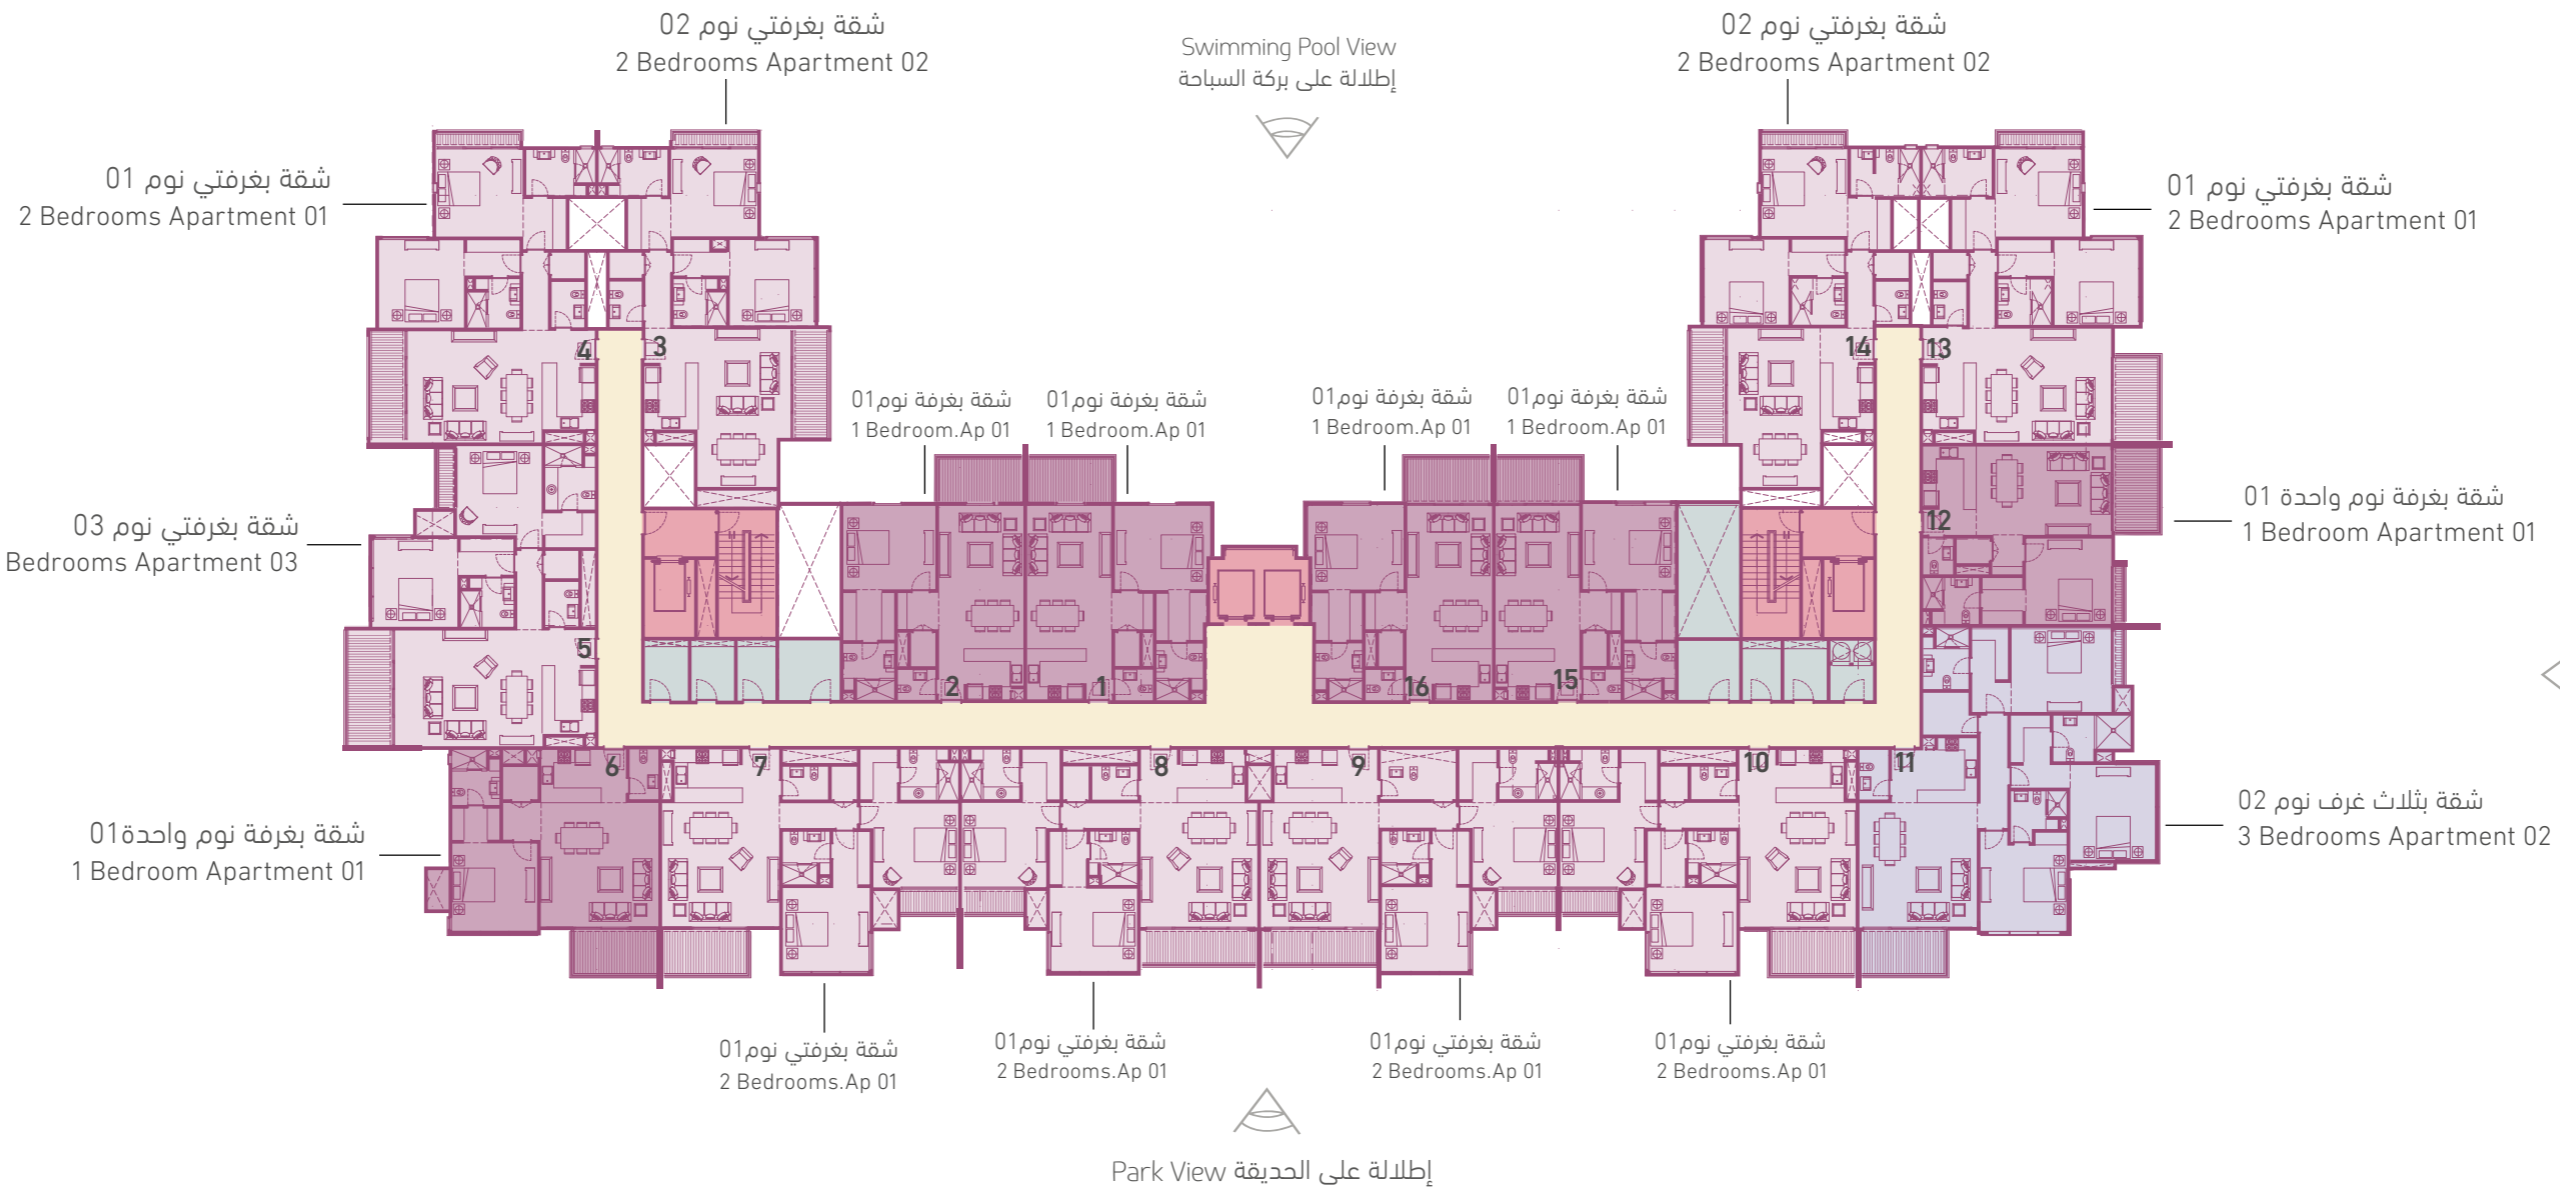 شقة بغرفتي نوم 02
2 Bedrooms Apartment 02
Swimming Pool View
إطلالة على بركة السباحة
شقة بغرفتي نوم 02
2 Bedrooms Apartment 02
شقة بغرفتي نوم 01
2 Bedrooms Apartment 01
شقة بغرفتي نوم 01
2 Bedrooms Apartment 01
4
3
14
13
شقة بغرفة نوم01
1 Bedroom.Ap 01
شقة بغرفة نوم01
1 Bedroom.Ap 01
شقة بغرفة نوم01
1 Bedroom.Ap 01
شقة بغرفة نوم01
1 Bedroom.Ap 01
شقة بغرفتي نوم 03
Bedrooms Apartment 03
شقة بغرفة نوم واحدة 01
1 Bedroom Apartment 01
12
5
2
1
16
15
6
7
8
9
10
11
شقة بغرفة نوم واحدة01
1 Bedroom Apartment 01
شقة بثلاث غرف نوم 02
3 Bedrooms Apartment 02
شقة بغرفتي نوم01
2 Bedrooms.Ap 01
شقة بغرفتي نوم01
2 Bedrooms.Ap 01
شقة بغرفتي نوم01
2 Bedrooms.Ap 01
شقة بغرفتي نوم01
2 Bedrooms.Ap 01
إطلالة على الحديقة Park View